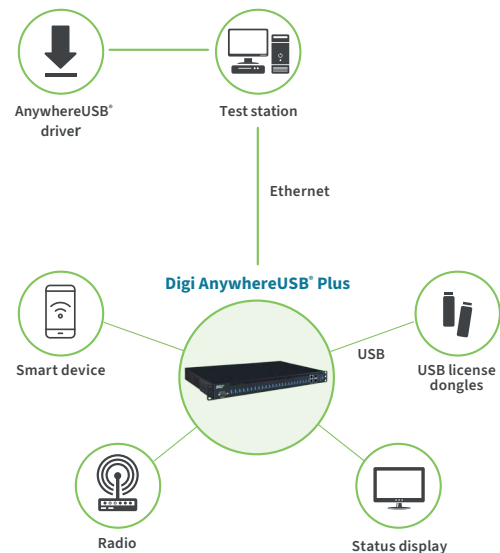 AnywhereUSB®
driver
Test station
Ethernet
Digi AnywhereUSB® Plus
Smart device
USB
USB license
dongles
Radio
Status display